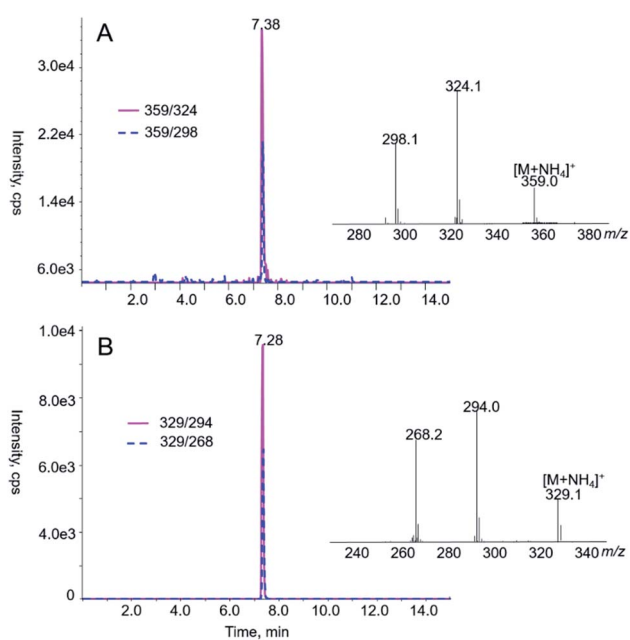 A
7.38
3.0e4
359/324
359/298
2.2e4
1.4e4
6.0e3
Intensity, cps
2.0 4.0 6.0 8.0 10.0 12.0 14.0
324.1
298.1
[M+NH₄]⁺
359.0
280 300 320 340 360 380 m/z
B
7.28
1.0e4
329/294
329/268
8.0e3
6.0e3
4.0e3
0
Intensity, cps
2.0 4.0 6.0 8.0 10.0 12.0 14.0
Time, min
294.0
268.2
[M+NH₄]⁺
329.1
240 260 280 300 320 340 m/z